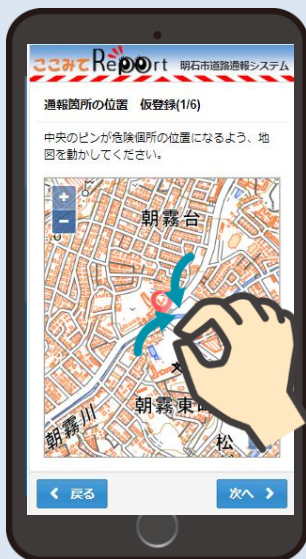 ここみてReport 明石市道路通報システム
通報箇所の位置 仮登録(1/6)
中央のピンが危険個所の位置になるよう、地
図を動かしてください。
+
−
朝霧台
朝霧東
朝霧川
松
戻る
次へ